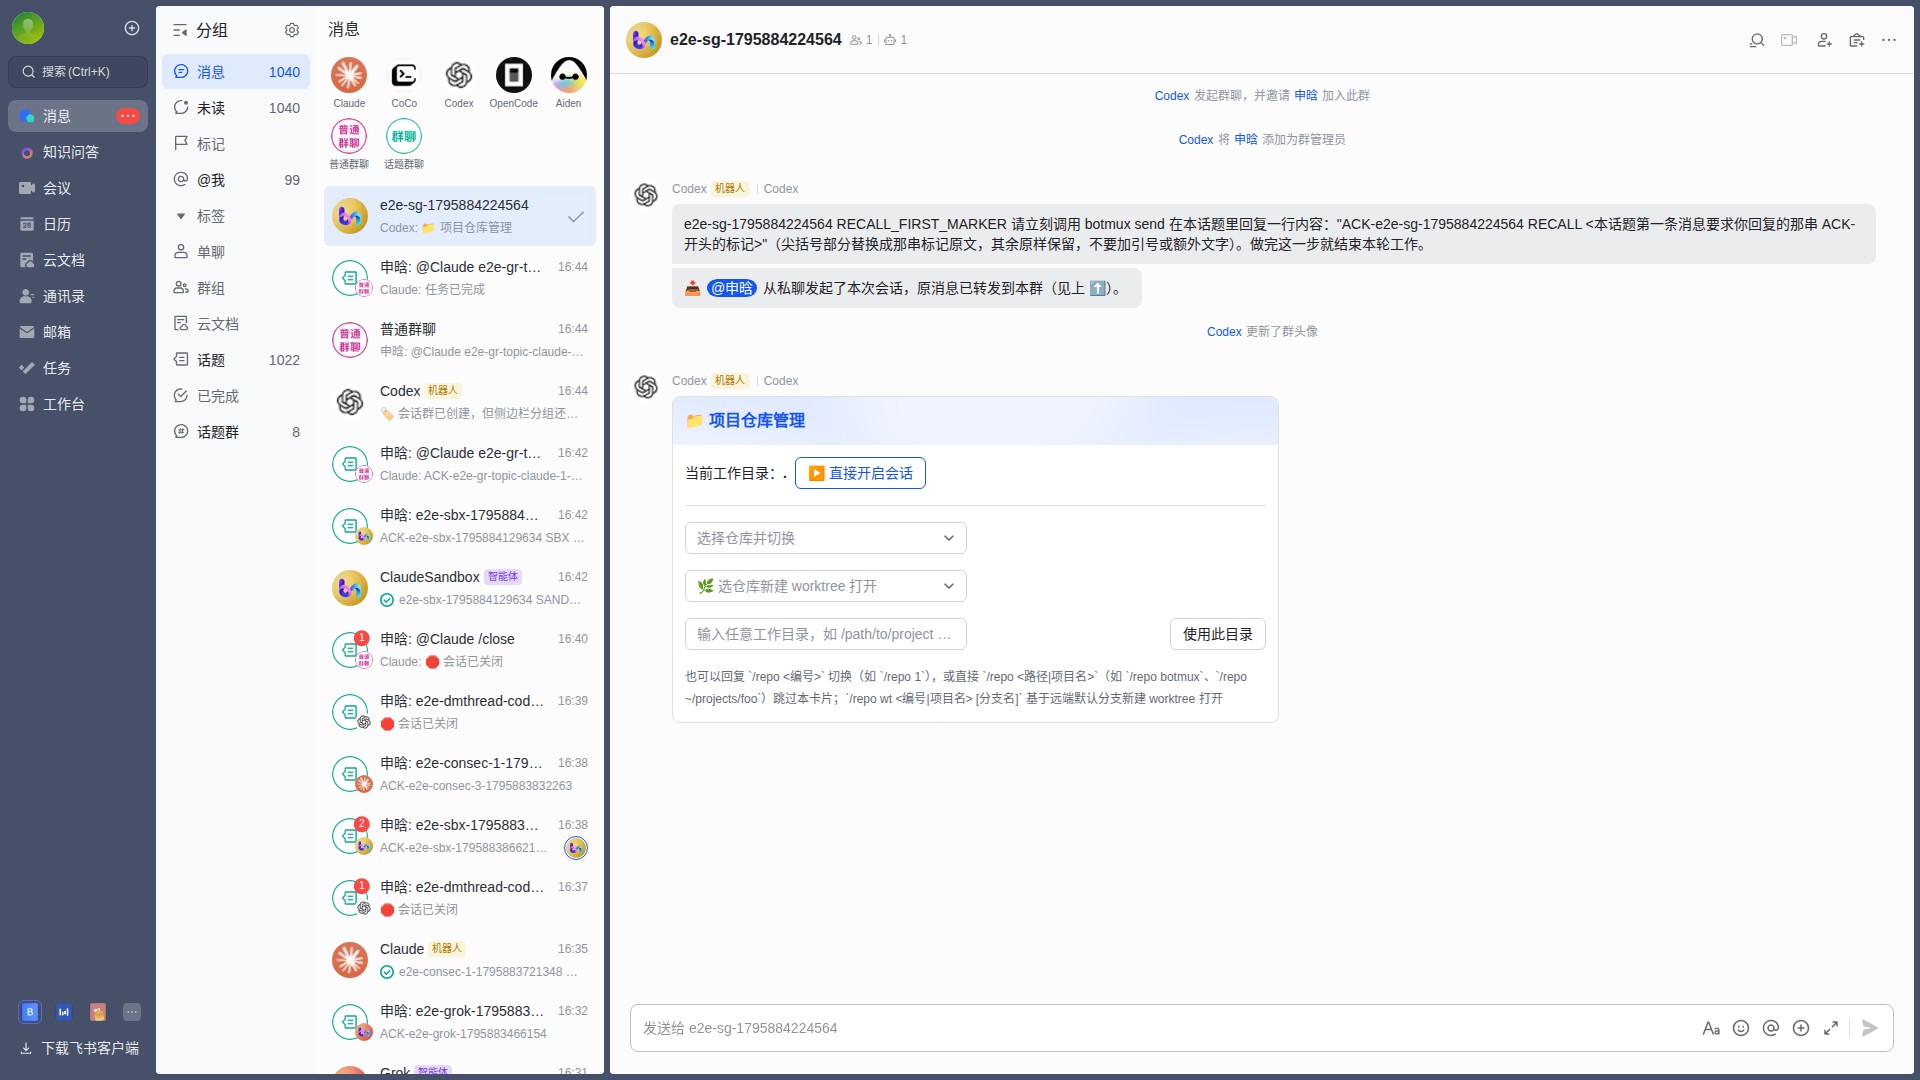 搜索 (Ctrl+K)
消息
知识问答
会议
日历
云文档
通讯录
邮箱
任务
工作台
下载飞书客户端
分组
消息 1040
未读 1040
标记
@我 99
标签
单聊
群组
云文档
话题 1022
已完成
话题群 8
消息
Claude CoCo Codex OpenCode Aiden
普通群聊 群聊
普通群聊 话题群聊
e2e-sg-1795884224564
Codex: 📁 项目仓库管理
申晗: @Claude e2e-gr-t… 16:44
Claude: 任务已完成
普通群聊 16:44
申晗: @Claude e2e-gr-topic-claude-…
Codex 机器人 16:44
🏷️ 会话群已创建，但侧边栏分组还…
申晗: @Claude e2e-gr-t… 16:42
Claude: ACK-e2e-gr-topic-claude-1-…
申晗: e2e-sbx-1795884… 16:42
ACK-e2e-sbx-1795884129634 SBX …
ClaudeSandbox 智能体 16:42
e2e-sbx-1795884129634 SAND…
申晗: @Claude /close 16:40
1
Claude: 🛑 会话已关闭
申晗: e2e-dmthread-cod… 16:39
🛑 会话已关闭
申晗: e2e-consec-1-179… 16:38
ACK-e2e-consec-3-1795883832263
申晗: e2e-sbx-1795883… 16:38
2
ACK-e2e-sbx-179588386621…
申晗: e2e-dmthread-cod… 16:37
1
🛑 会话已关闭
Claude 机器人 16:35
e2e-consec-1-1795883721348 …
申晗: e2e-grok-1795883… 16:32
ACK-e2e-grok-1795883466154
Grok 智能体 16:31
e2e-sg-1795884224564 1 1
Codex 发起群聊，并邀请 申晗 加入此群
Codex 将 申晗 添加为群管理员
Codex 机器人 Codex
e2e-sg-1795884224564 RECALL_FIRST_MARKER 请立刻调用 botmux send 在本话题里回复一行内容："ACK-e2e-sg-1795884224564 RECALL <本话题第一条消息要求你回复的那串 ACK-
开头的标记>"（尖括号部分替换成那串标记原文，其余原样保留，不要加引号或额外文字）。做完这一步就结束本轮工作。
📥 @申晗 从私聊发起了本次会话，原消息已转发到本群（见上 ⬆️）。
Codex 更新了群头像
Codex 机器人 Codex
📁 项目仓库管理
当前工作目录：. ▶️ 直接开启会话
选择仓库并切换
🌿 选仓库新建 worktree 打开
输入任意工作目录，如 /path/to/project … 使用此目录
也可以回复 `/repo <编号>` 切换（如 `/repo 1`），或直接 `/repo <路径|项目名>`（如 `/repo botmux`、`/repo
~/projects/foo`）跳过本卡片；`/repo wt <编号|项目名> [分支名]` 基于远端默认分支新建 worktree 打开
发送给 e2e-sg-1795884224564